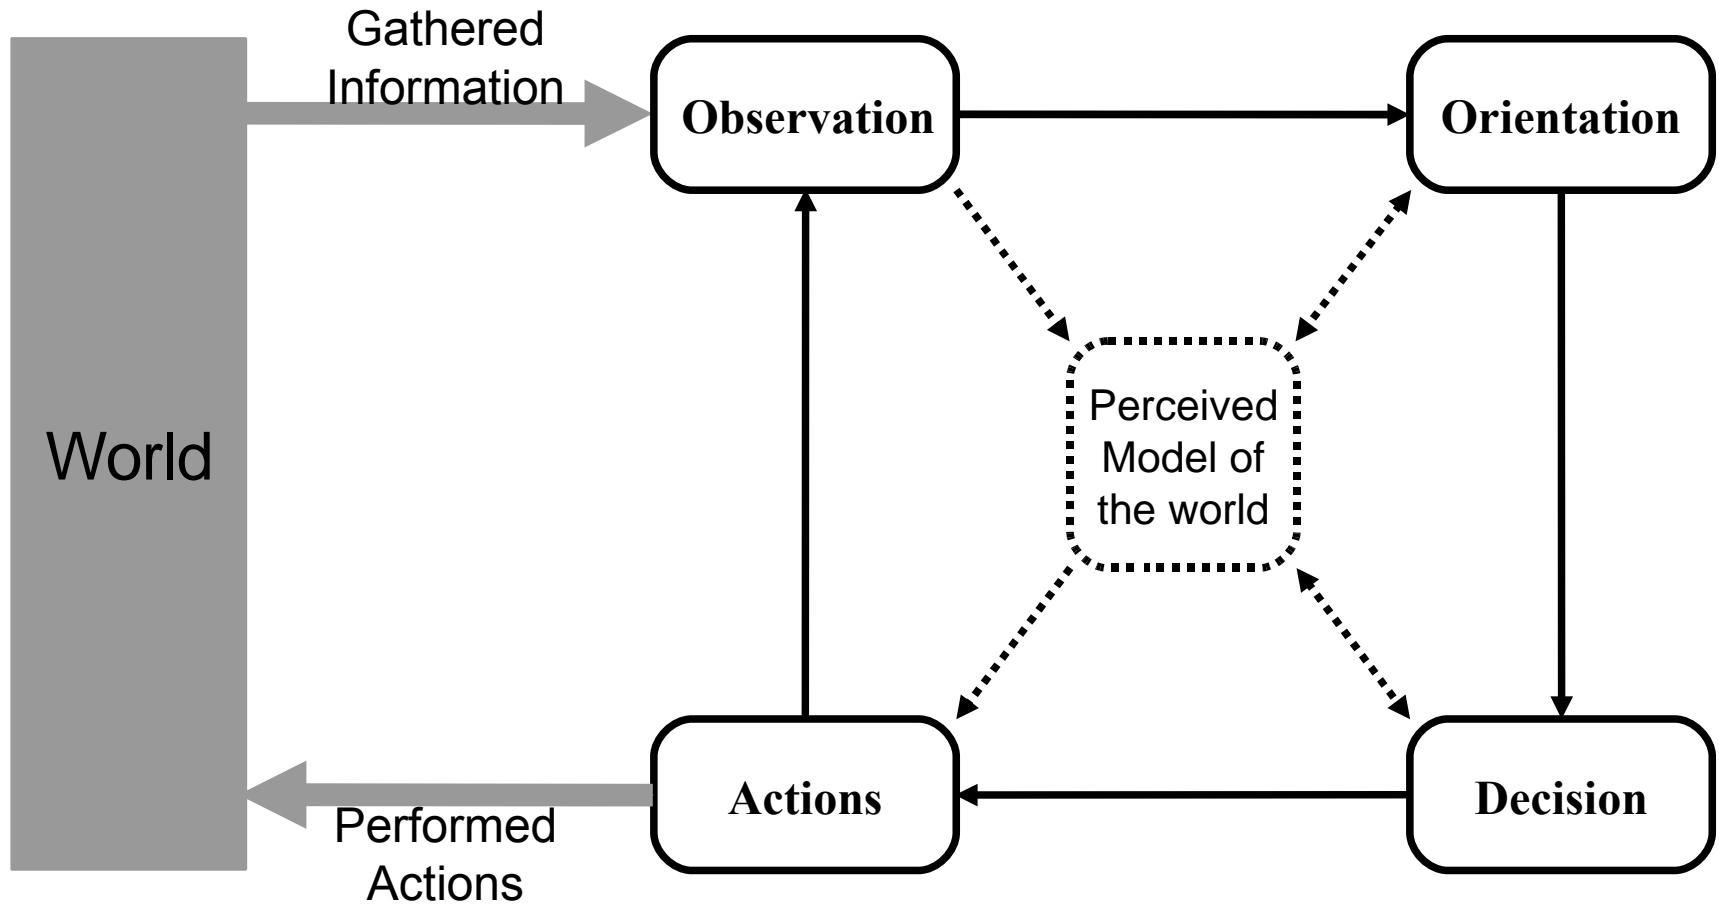 Gathered
Information
Observation
Orientation
World
Perceived
Model of
the world
Actions
Decision
Performed
Actions